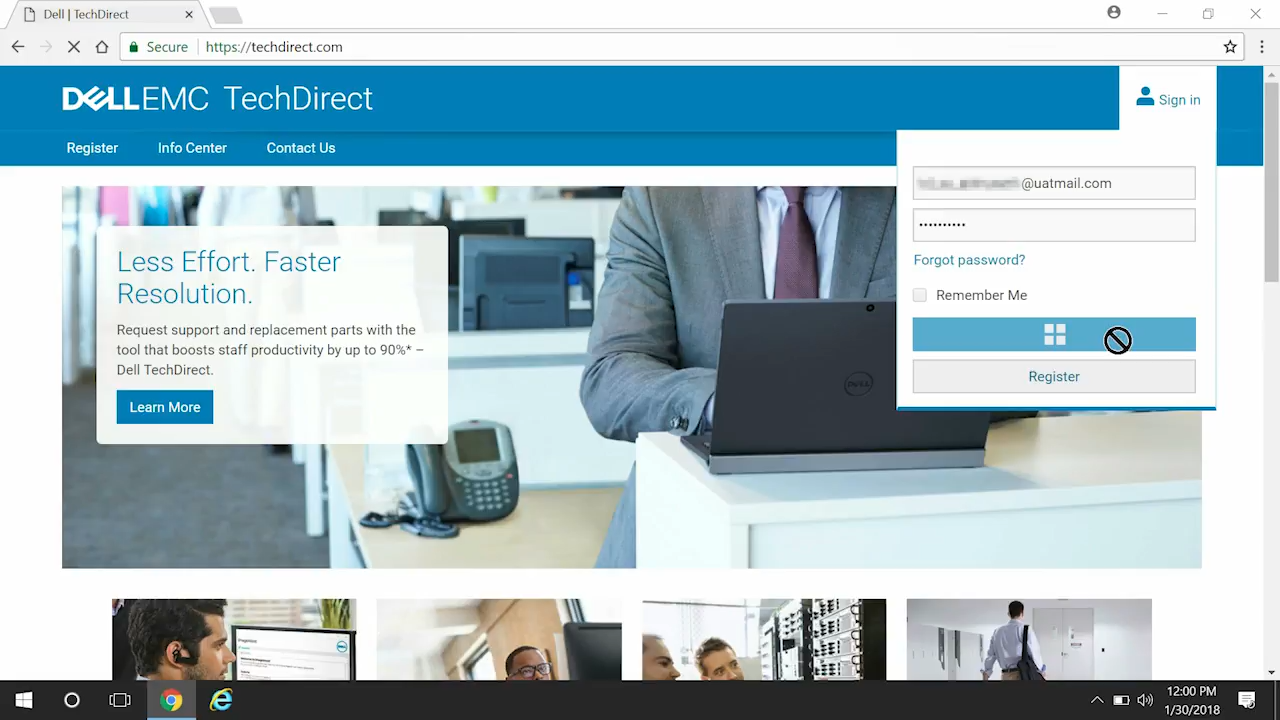 Dell | TechDirect
Secure
https://techdirect.com
DELLEMC TechDirect
Sign in
Register
Info Center
Contact Us
@uatmail.com
Forgot password?
Remember Me
Register
Less Effort. Faster
Resolution.
Request support and replacement parts with the
tool that boosts staff productivity by up to 90%* –
Dell TechDirect.
Learn More
DELL
12:00 PM
1/30/2018